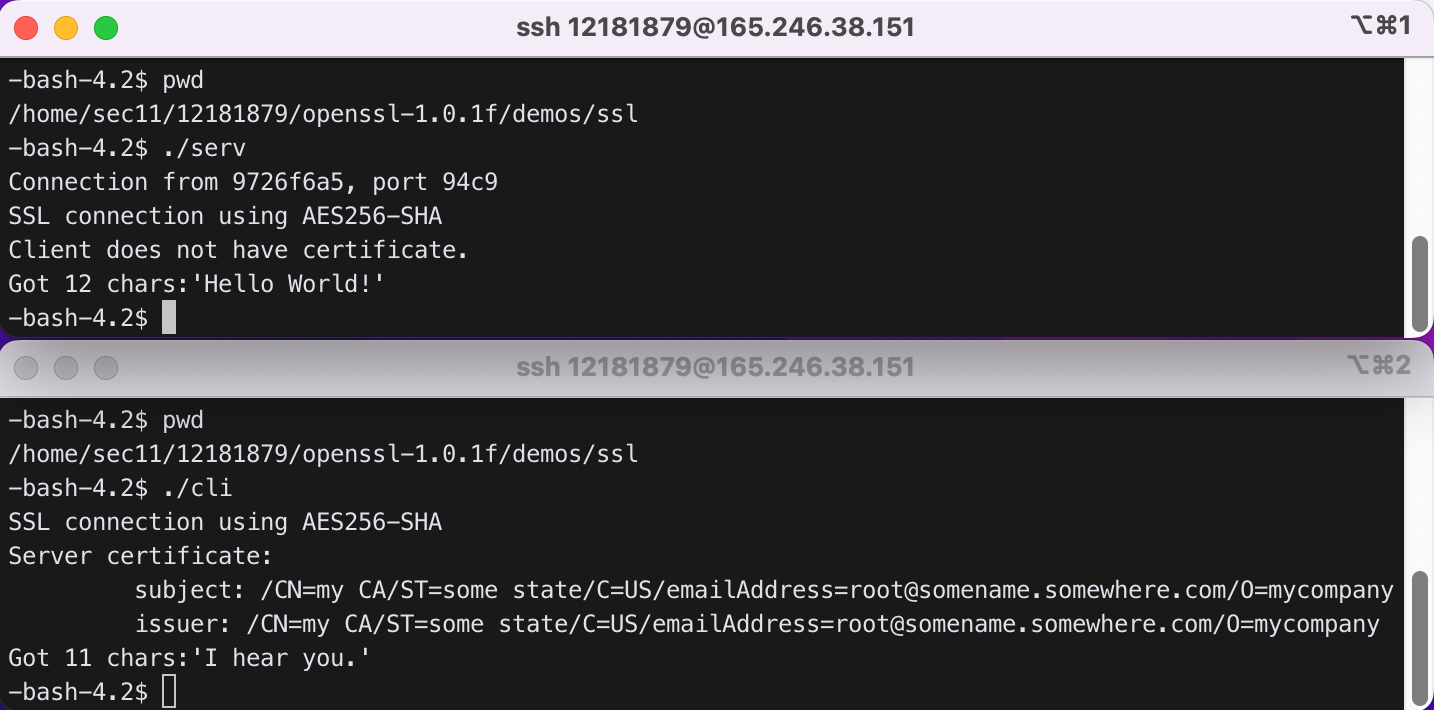 ssh 12181879@165.246.38.151 ⌥⌘1
-bash-4.2$ pwd
/home/sec11/12181879/openssl-1.0.1f/demos/ssl
-bash-4.2$ ./serv
Connection from 9726f6a5, port 94c9
SSL connection using AES256-SHA
Client does not have certificate.
Got 12 chars:'Hello World!'
-bash-4.2$
ssh 12181879@165.246.38.151 ⌥⌘2
-bash-4.2$ pwd
/home/sec11/12181879/openssl-1.0.1f/demos/ssl
-bash-4.2$ ./cli
SSL connection using AES256-SHA
Server certificate:
subject: /CN=my CA/ST=some state/C=US/emailAddress=root@somename.somewhere.com/O=mycompany
issuer: /CN=my CA/ST=some state/C=US/emailAddress=root@somename.somewhere.com/O=mycompany
Got 11 chars:'I hear you.'
-bash-4.2$